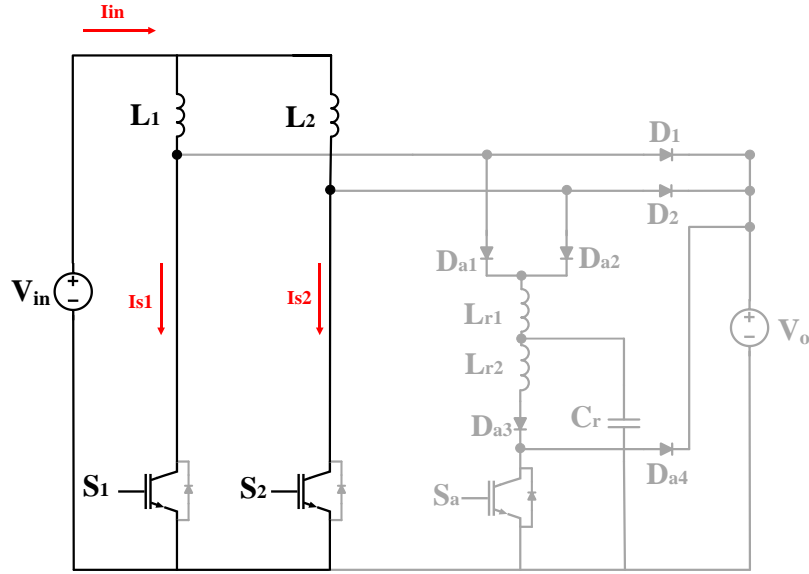 Iin
L1
L2
D1
D2
Da1
Da2
Vin
+
−
Is1
Is2
Lr1
+
−
Vo
Lr2
Da3
Cr
Da4
S1
S2
Sa